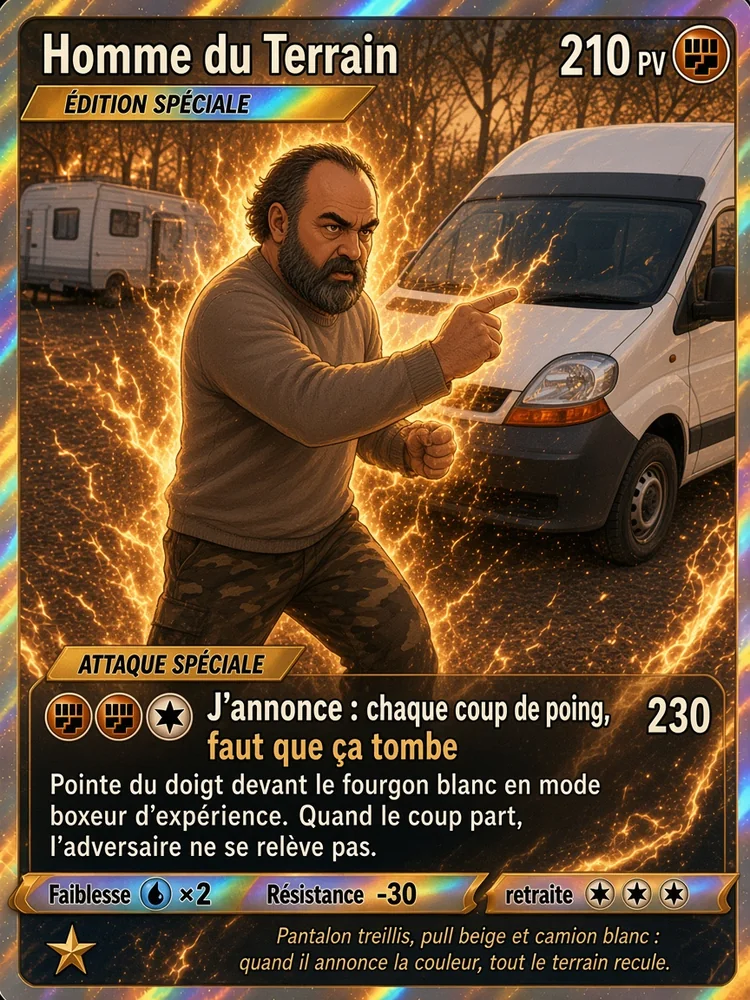 Homme du Terrain
210 PV
ÉDITION SPÉCIALE
ATTAQUE SPÉCIALE
J’annonce : chaque coup de poing,
faut que ça tombe
230
Pointe du doigt devant le fourgon blanc en mode
boxeur d’expérience. Quand le coup part,
l’adversaire ne se relève pas.
Faiblesse ×2 Résistance -30 retraite
Pantalon treillis, pull beige et camion blanc :
quand il annonce la couleur, tout le terrain recule.